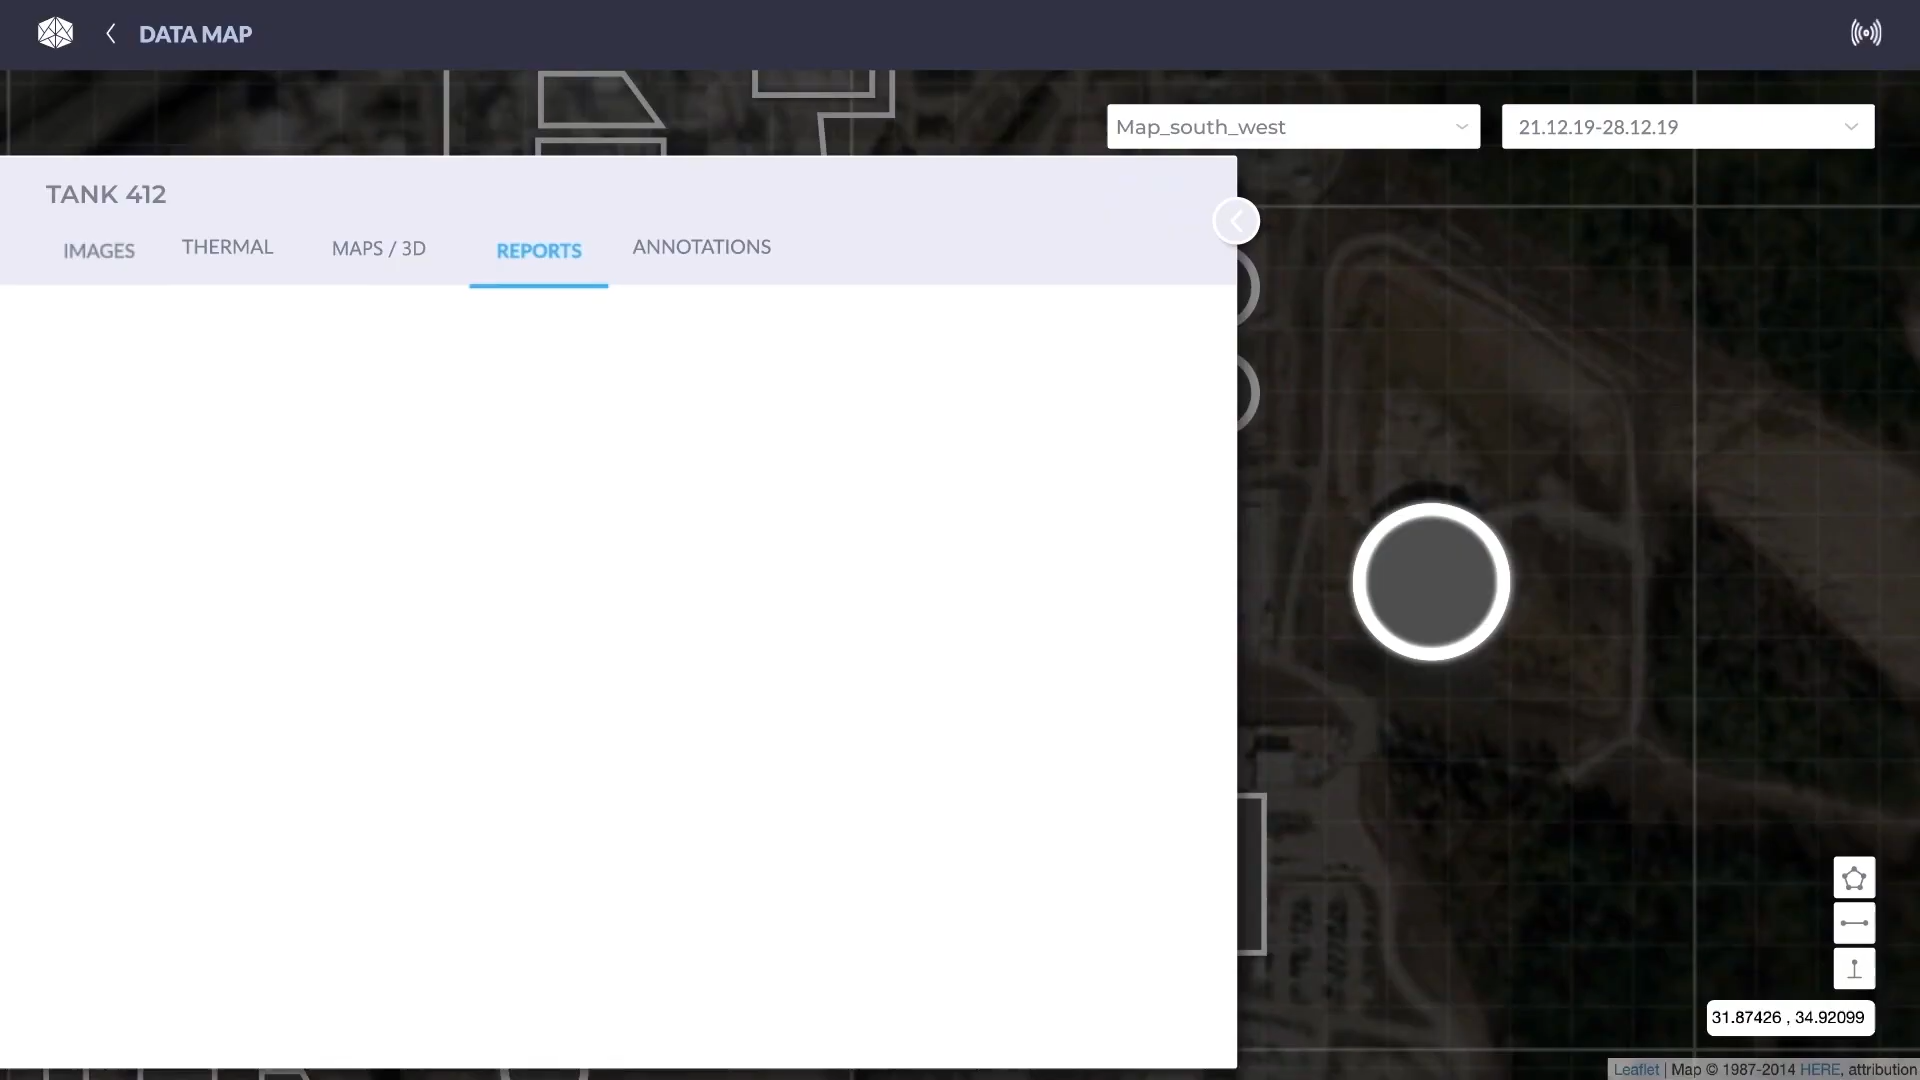 DATA MAP
Map_south_west
21.12.19-28.12.19
TANK 412
IMAGES
THERMAL
MAPS / 3D
REPORTS
ANNOTATIONS
31.87426 , 34.92099
Leaflet | Map © 1987-2014 HERE, attribution